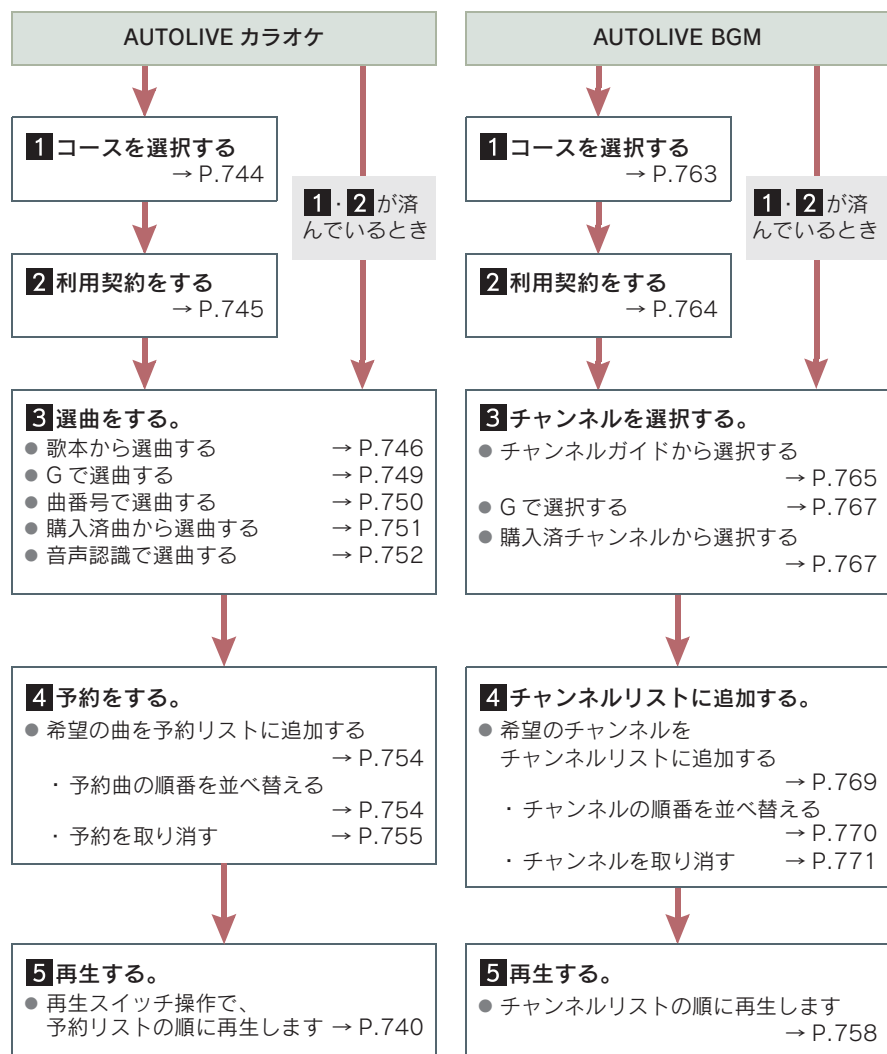 AUTOLIVE カラオケ
1 コースを選択する
→ P.744
1・2 が済
んでいるとき
2 利用契約をする
→ P.745
3 選曲をする。
● 歌本から選曲する → P.746
● G で選曲する → P.749
● 曲番号で選曲する → P.750
● 購入済曲から選曲する → P.751
● 音声認識で選曲する → P.752
4 予約をする。
● 希望の曲を予約リストに追加する
→ P.754
・ 予約曲の順番を並べ替える
→ P.754
・ 予約を取り消す → P.755
5 再生する。
● 再生スイッチ操作で、
予約リストの順に再生します → P.740
AUTOLIVE BGM
1 コースを選択する
→ P.763
1・2 が済
んでいるとき
2 利用契約をする
→ P.764
3 チャンネルを選択する。
● チャンネルガイドから選択する
→ P.765
● G で選択する → P.767
● 購入済チャンネルから選択する
→ P.767
4 チャンネルリストに追加する。
● 希望のチャンネルを
チャンネルリストに追加する
→ P.769
・ チャンネルの順番を並べ替える
→ P.770
・ チャンネルを取り消す → P.771
5 再生する。
● チャンネルリストの順に再生します
→ P.758